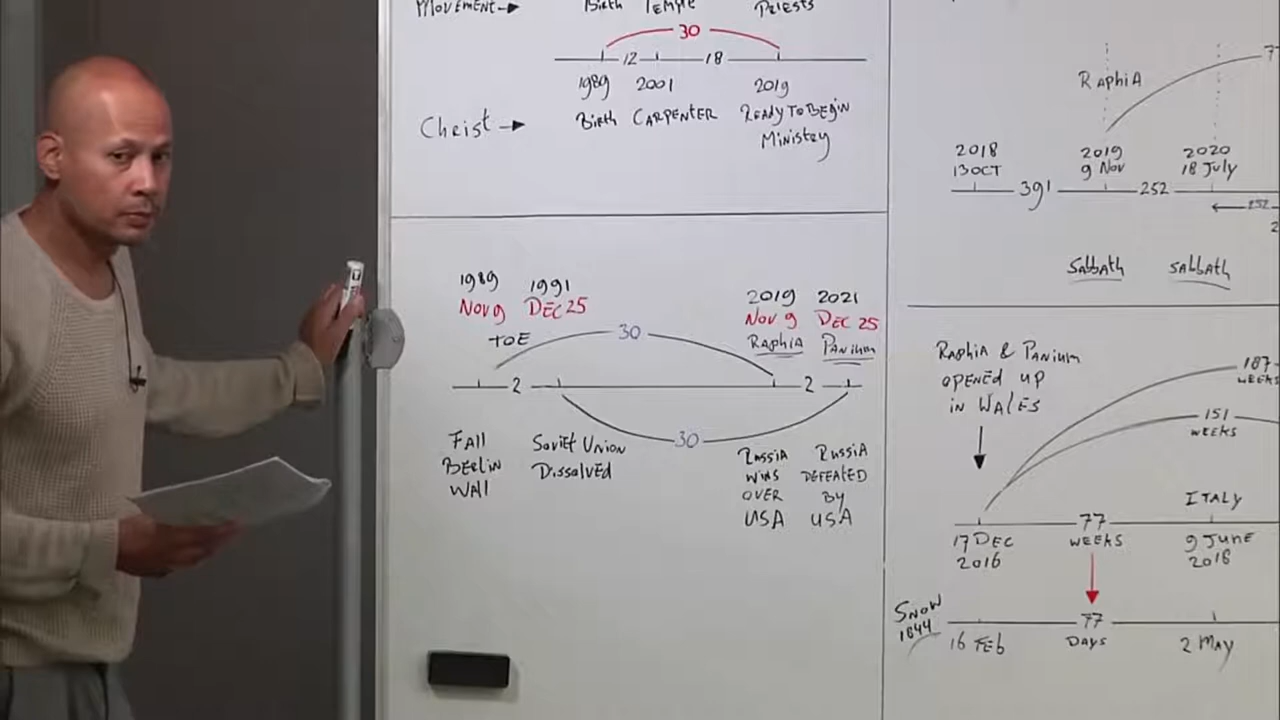 MOVEMENT→ Birth TEMPLE PRIESTS
30
12 18
1989 2001 2019
Christ → Birth CARPENTER READY TO BEGIN
MINISTRY
1989 1991 2019 2021
NOV 9 DEC 25 NOV 9 DEC 25
TOE 30 RAPHIA PANIUM
2 2
30
FALL SOVIET UNION RUSSIA RUSSIA
BERLIN DISSOLVED WINS DEFEATED
WALL OVER BY
USA USA
RAPHIA
2018 2019 2020
13 OCT 9 NOV 18 July
391 252
←252
Sabbath Sabbath
RAPHIA & PANIUM
OPENED UP
IN WALES
187
WEEKS
151
WEEKS
ITALY
77
17 DEC WEEKS 9 JUNE
2016 2018
SNOW
1844
77
16 Feb DAYS 2 MAY